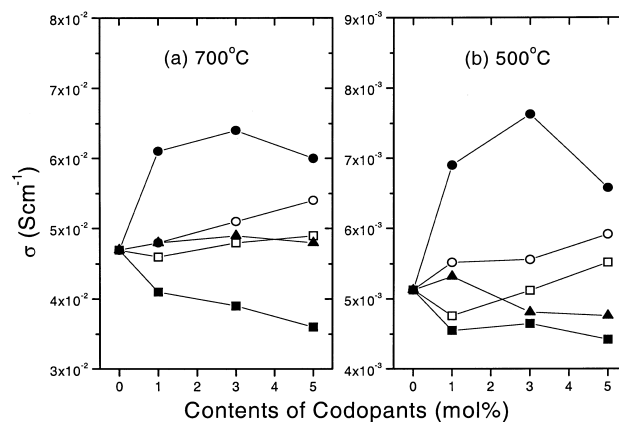 (a) 700°C
(b) 500°C
8x10⁻²
7x10⁻²
6x10⁻²
5x10⁻²
4x10⁻²
3x10⁻²
9x10⁻³
8x10⁻³
7x10⁻³
6x10⁻³
5x10⁻³
4x10⁻³
σ (Scm⁻¹)
0 1 2 3 4 5
0 1 2 3 4 5
Contents of Codopants (mol%)